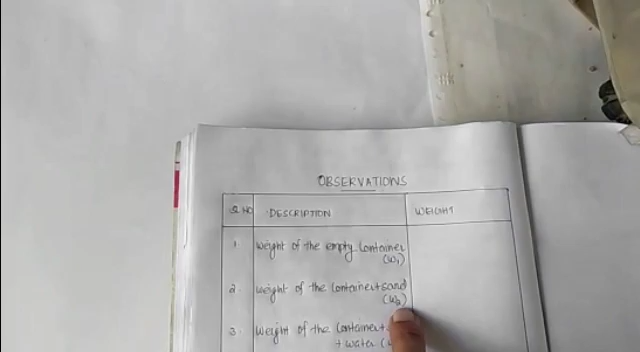 OBSERVATIONS
Sl No DESCRIPTION WEIGHT
1. weight of the empty Container
(W₁)
2. weight of the Container+sand
(W₂)
3. weight of the Container+
+ water (